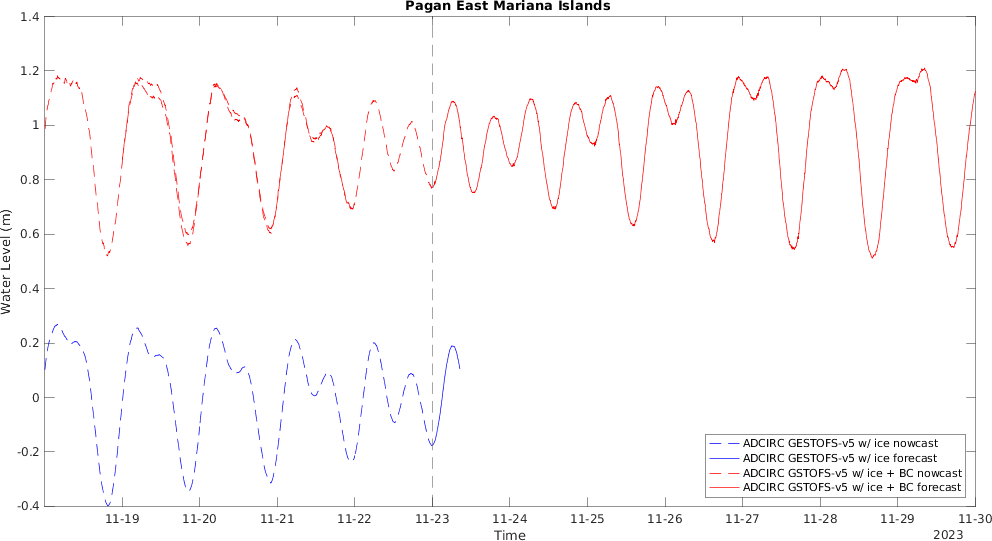 Pagan East Mariana Islands
Water Level (m)
1.4
1.2
1
0.8
0.6
0.4
0.2
0
-0.2
-0.4
ADCIRC GESTOFS-v5 w/ ice nowcast
ADCIRC GESTOFS-v5 w/ ice forecast
ADCIRC GSTOFS-v5 w/ ice + BC nowcast
ADCIRC GSTOFS-v5 w/ ice + BC forecast
11-19 11-20 11-21 11-22 11-23 11-24 11-25 11-26 11-27 11-28 11-29 11-30
Time
2023